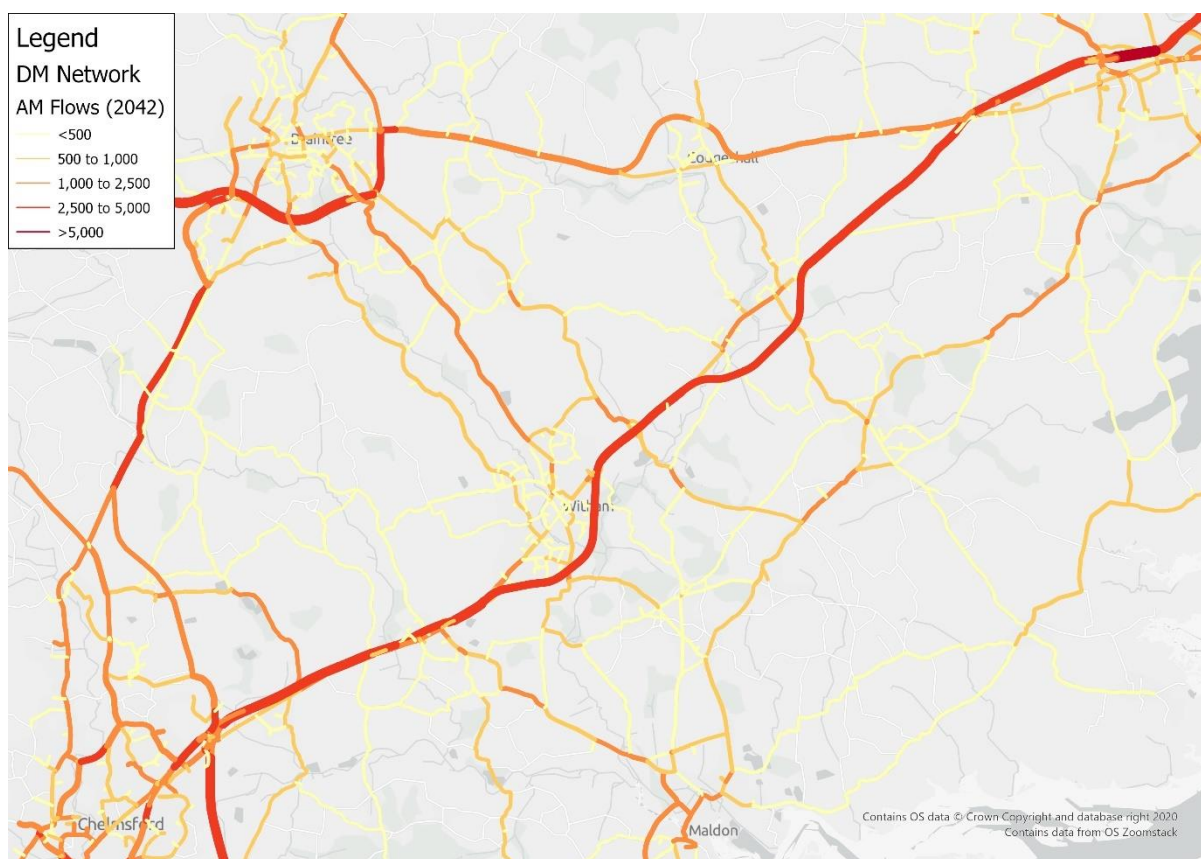 Legend
DM Network
AM Flows (2042)
<500
500 to 1,000
1,000 to 2,500
2,500 to 5,000
>5,000
Braintree
Coggeshall
Witham
Chelmsford
Maldon
Contains OS data © Crown Copyright and database right 2020
Contains data from OS Zoomstack